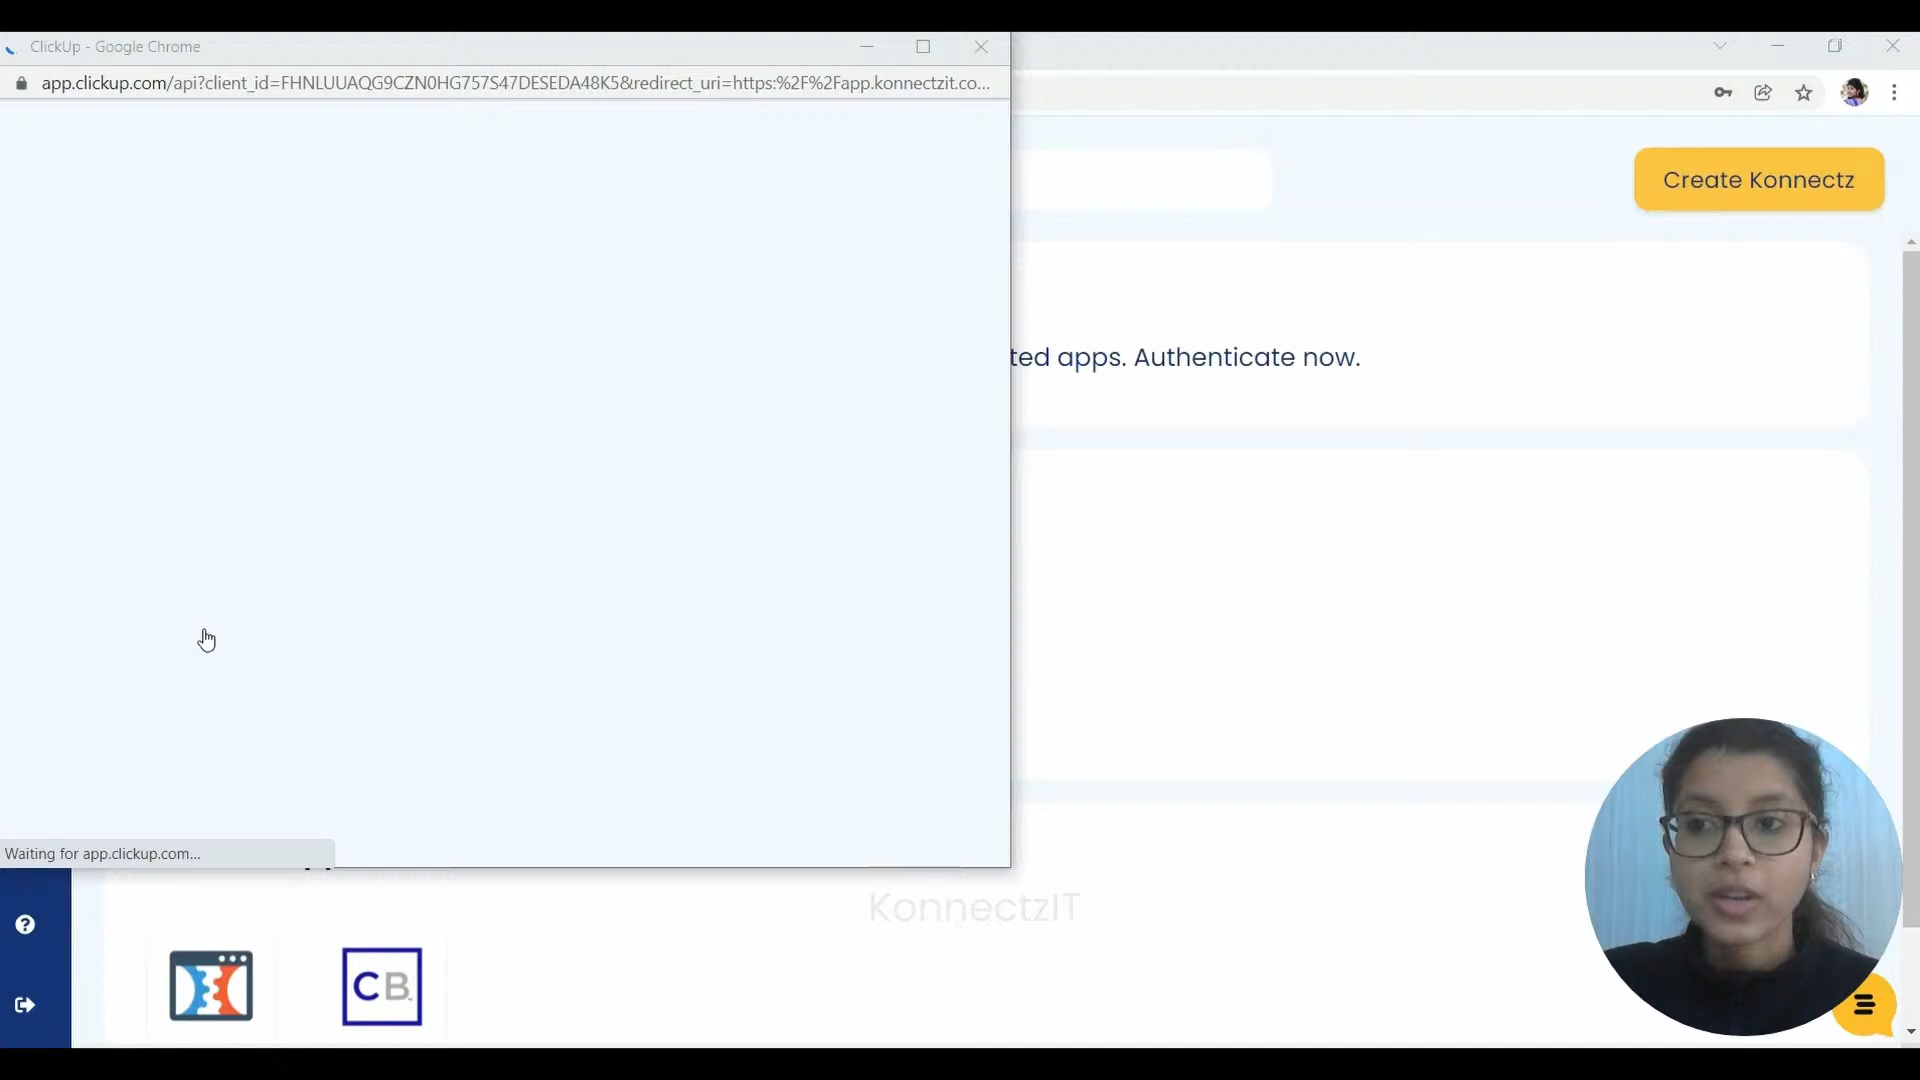 ClickUp - Google Chrome
app.clickup.com/api?client_id=FHNLUUAQG9CZN0HG757S47DESEDA48K5&redirect_uri=https:%2F%2Fapp.konnectzit.co...
Create Konnectz
ted apps. Authenticate now.
Waiting for app.clickup.com...
KonnectzIT
CB